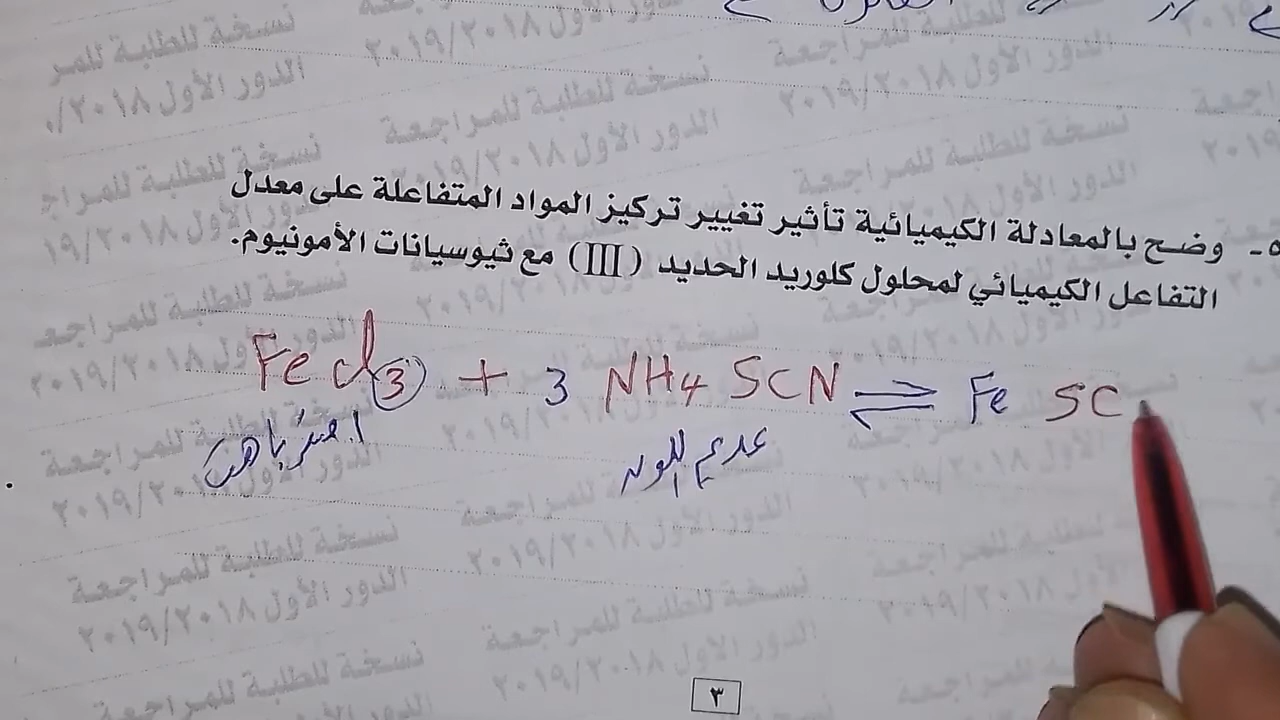 ٥- وضح بالمعادلة الكيميائية تأثير تغيير تركيز المواد المتفاعلة على معدل
التفاعل الكيميائي لمحلول كلوريد الحديد (III) مع ثيوسيانات الأمونيوم.
FeCl3 + 3 NH4SCN ⇌ Fe SC
أصفر باهت
عديم اللون
نسخة للطلبة للمراجعة
الدور الأول ٢٠١٩/٢٠١٨
٣